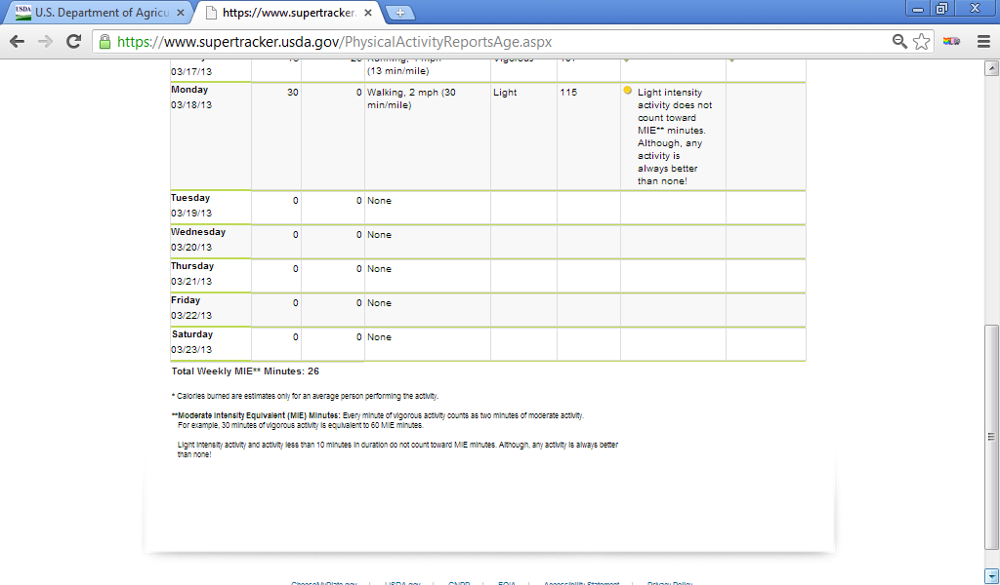 U.S. Department of Agricu
https://www.supertracker.
https://www.supertracker.usda.gov/PhysicalActivityReportsAge.aspx
03/17/13 (13 min/mile)
Monday 30 0 Walking, 2 mph (30 Light 115 Light intensity
03/18/13 min/mile) activity does not
count toward
MIE** minutes.
Although, any
activity is
always better
than none!
Tuesday 0 0 None
03/19/13
Wednesday 0 0 None
03/20/13
Thursday 0 0 None
03/21/13
Friday 0 0 None
03/22/13
Saturday 0 0 None
03/23/13
Total Weekly MIE** Minutes: 26
* Calories burned are estimates only for an average person performing the activity.
**Moderate Intensity Equivalent (MIE) Minutes: Every minute of vigorous activity counts as two minutes of moderate activity.
For example, 30 minutes of vigorous activity is equivalent to 60 MIE minutes.
Light intensity activity and activity less than 10 minutes in duration do not count toward MIE minutes. Although, any activity is always better
than none!
ChooseMyPlate.gov | USDA.gov | CNPP | FOIA | Accessibility Statement | Privacy Policy